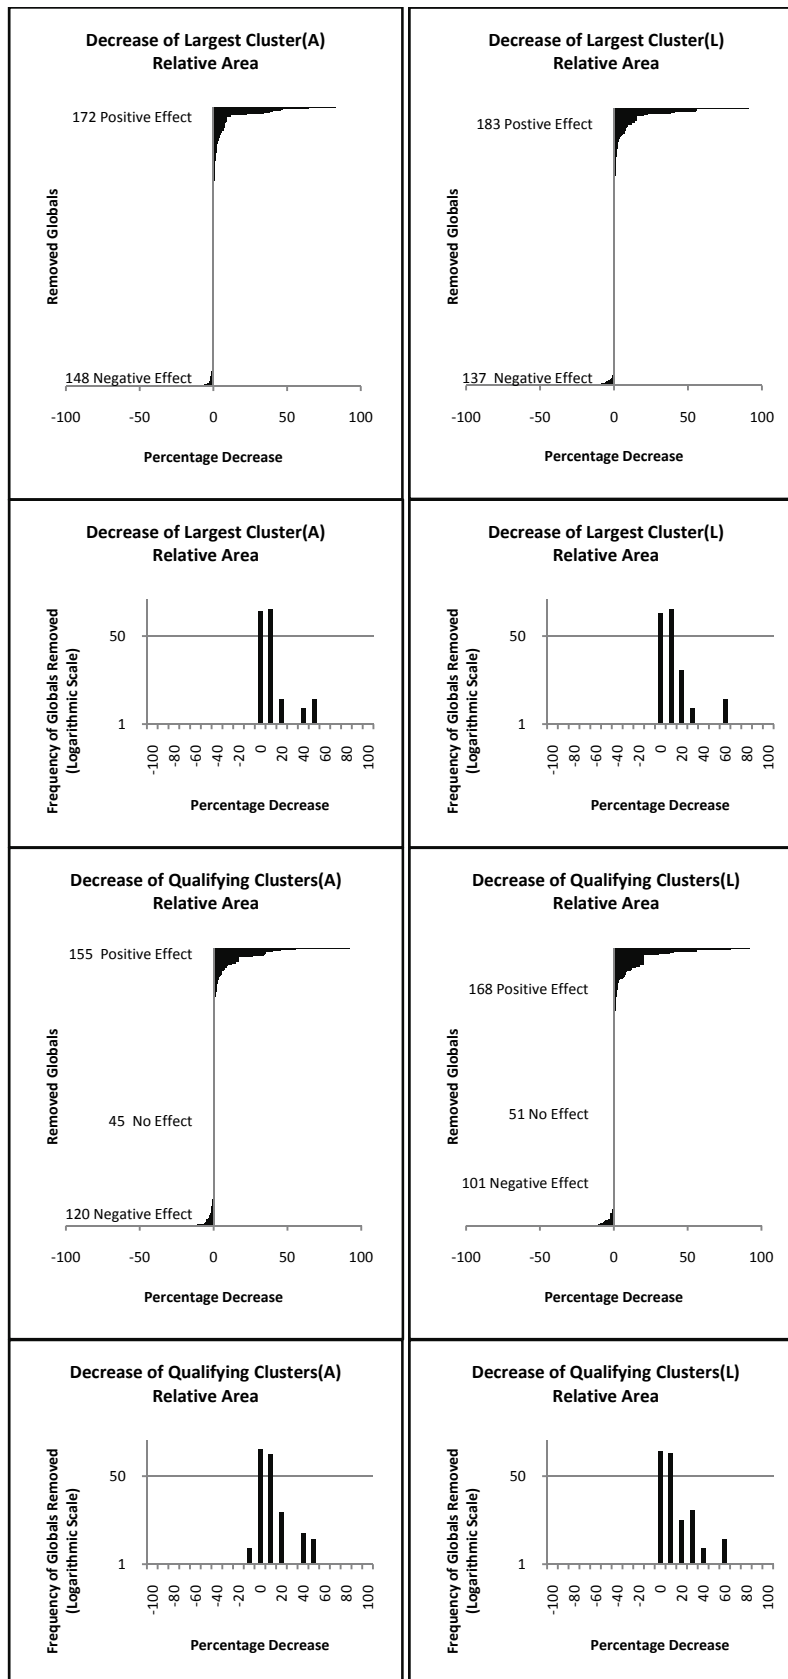 Decrease of Largest Cluster(A)
Relative Area
172 Positive Effect
Removed Globals
148 Negative Effect
-100 -50 0 50 100
Percentage Decrease
Decrease of Largest Cluster(L)
Relative Area
183 Postive Effect
Removed Globals
137 Negative Effect
-100 -50 0 50 100
Percentage Decrease
Decrease of Largest Cluster(A)
Relative Area
Frequency of Globals Removed
(Logarithmic Scale)
50
1
-100 -80 -60 -40 -20 0 20 40 60 80 100
Percentage Decrease
Decrease of Largest Cluster(L)
Relative Area
Frequency of Globals Removed
(Logarithmic Scale)
50
1
-100 -80 -60 -40 -20 0 20 40 60 80 100
Percentage Decrease
Decrease of Qualifying Clusters(A)
Relative Area
155 Positive Effect
Removed Globals
45 No Effect
120 Negative Effect
-100 -50 0 50 100
Percentage Decrease
Decrease of Qualifying Clusters(L)
Relative Area
168 Positive Effect
Removed Globals
51 No Effect
101 Negative Effect
-100 -50 0 50 100
Percentage Decrease
Decrease of Qualifying Clusters(A)
Relative Area
Frequency of Globals Removed
(Logarithmic Scale)
50
1
-100 -80 -60 -40 -20 0 20 40 60 80 100
Percentage Decrease
Decrease of Qualifying Clusters(L)
Relative Area
Frequency of Globals Removed
(Logarithmic Scale)
50
1
-100 -80 -60 -40 -20 0 20 40 60 80 100
Percentage Decrease